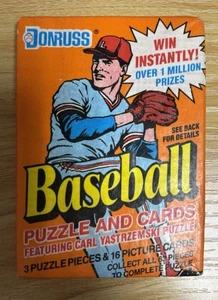 DONRUSS
WIN
INSTANTLY!
OVER 1 MILLION
PRIZES
SEE BACK
FOR DETAILS
Baseball
PUZZLE AND CARDS
FEATURING CARL YASTRZEMSKI PUZZLE
3 PUZZLE PIECES & 16 PICTURE CARDS
COLLECT ALL PIECES
TO COMPLETE PUZZLE